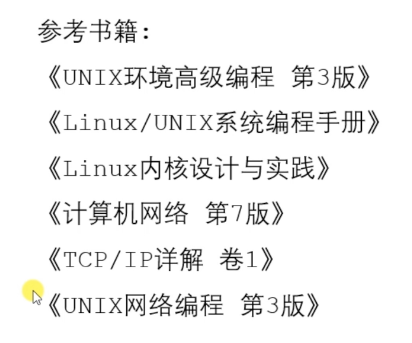 参考书籍:
《UNIX环境高级编程 第3版》
《Linux/UNIX系统编程手册》
《Linux内核设计与实践》
《计算机网络 第7版》
《TCP/IP详解 卷1》
《UNIX网络编程 第3版》